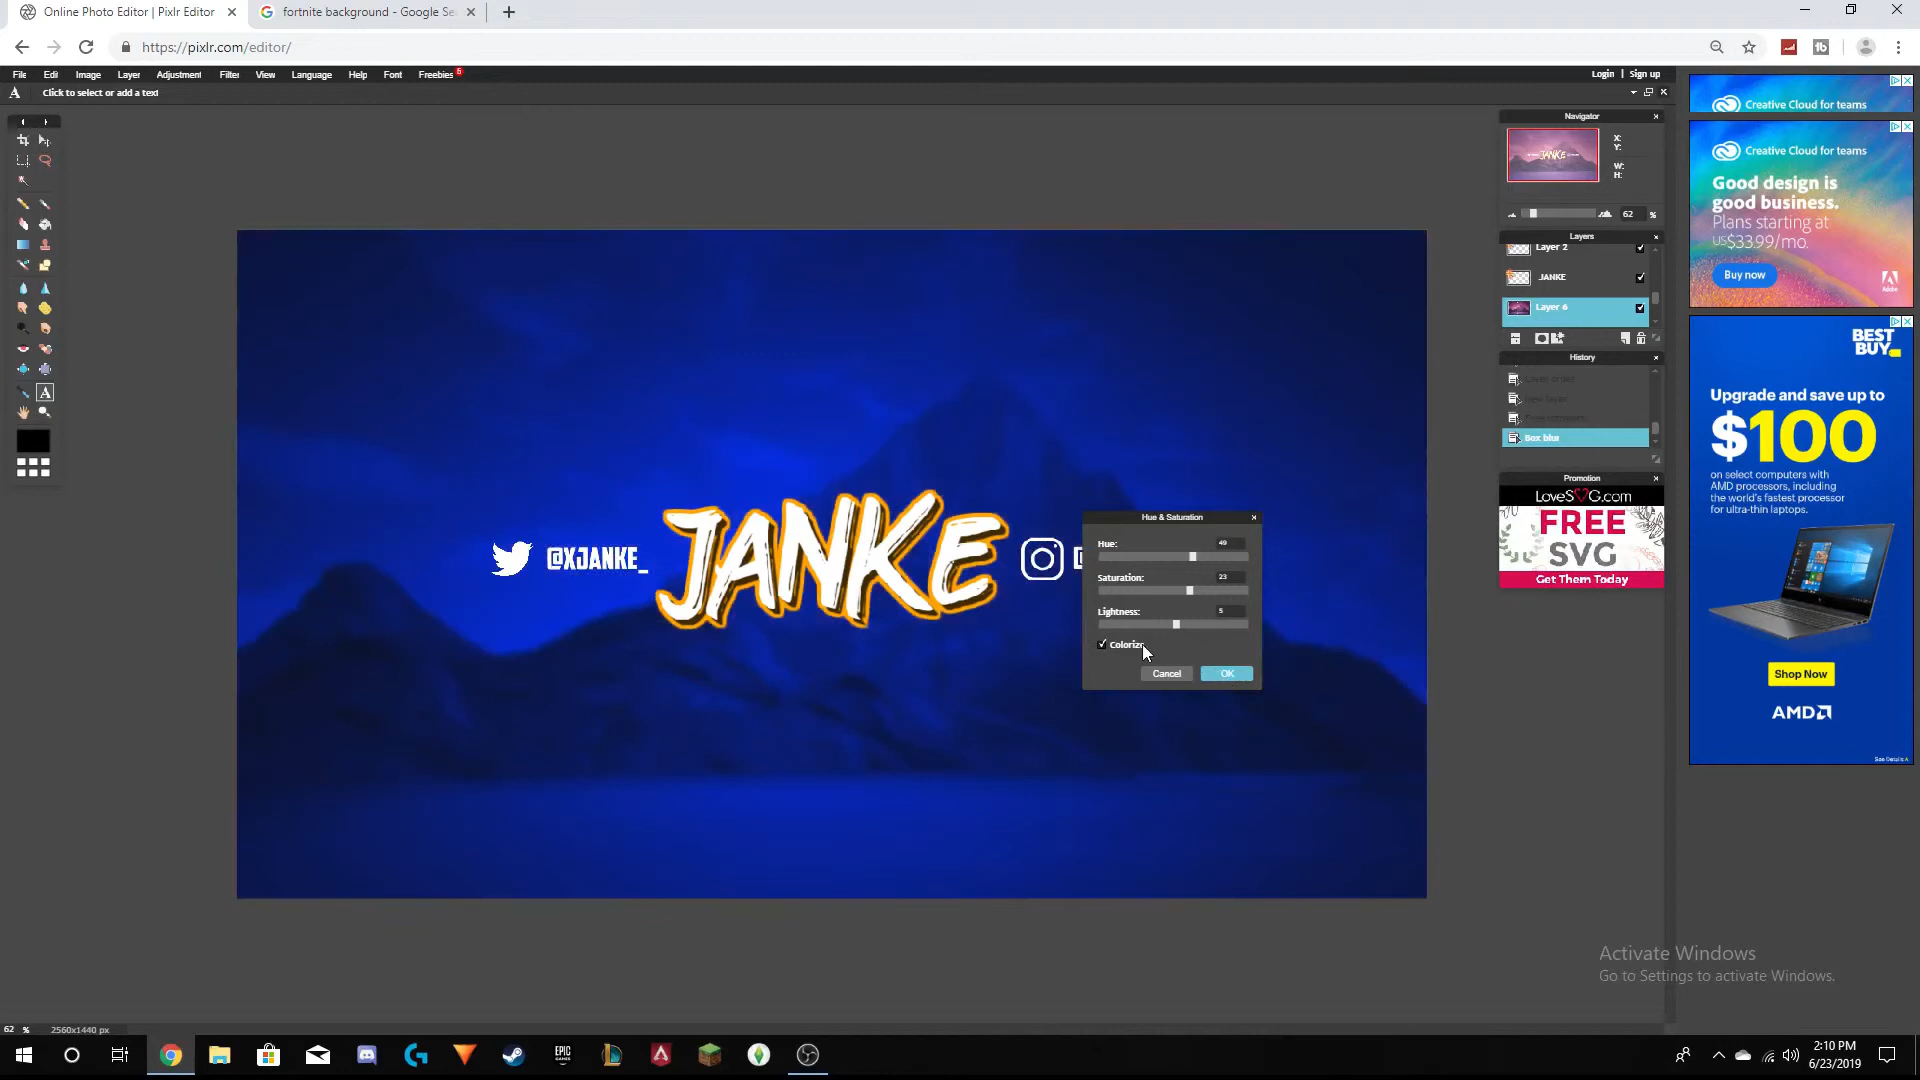 Online Photo Editor | Pixlr Editor
fortnite background - Google Se
https://pixlr.com/editor/
File Edit Image Layer Adjustment Filter View Language Help Font Freebies
Login | Sign up
A Click to select or add a text
Navigator
X:
Y:
W:
H:
62 %
Layers
Layer 2
JANKE
Layer 6
History
Layer order
Box blur
Promotion
LoveSVG.com
FREE
SVG
Get Them Today
@XJANKE_
JANKE
Hue & Saturation
Hue: 49
Saturation: 23
Lightness: 5
Colorize
Cancel OK
Creative Cloud for teams
Creative Cloud for teams
Good design is
good business.
Plans starting at
US$33.99/mo.
Buy now
BEST
BUY
Upgrade and save up to
$100
on select computers with
AMD processors, including
the world's fastest processor
for ultra-thin laptops.
Shop Now
AMD
See Details
Activate Windows
Go to Settings to activate Windows.
62 % 2560x1440 px
EPIC
GAMES
2:10 PM
6/23/2019